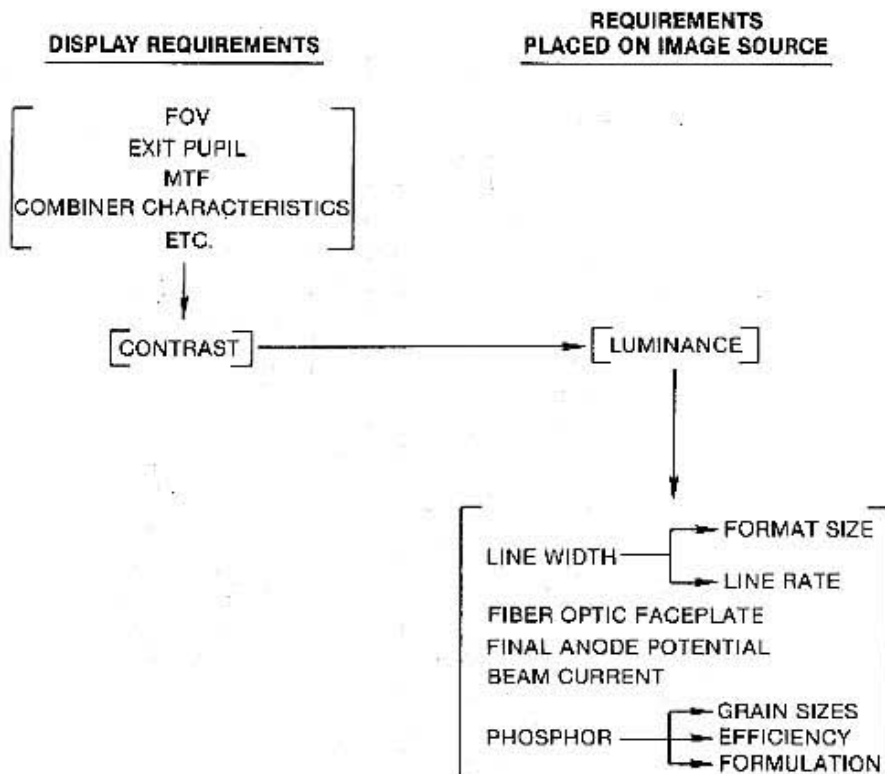 DISPLAY REQUIREMENTS
REQUIREMENTS
PLACED ON IMAGE SOURCE
FOV
EXIT PUPIL
MTF
COMBINER CHARACTERISTICS
ETC.
CONTRAST
LUMINANCE
LINE WIDTH
FORMAT SIZE
LINE RATE
FIBER OPTIC FACEPLATE
FINAL ANODE POTENTIAL
BEAM CURRENT
PHOSPHOR
GRAIN SIZES
EFFICIENCY
FORMULATION